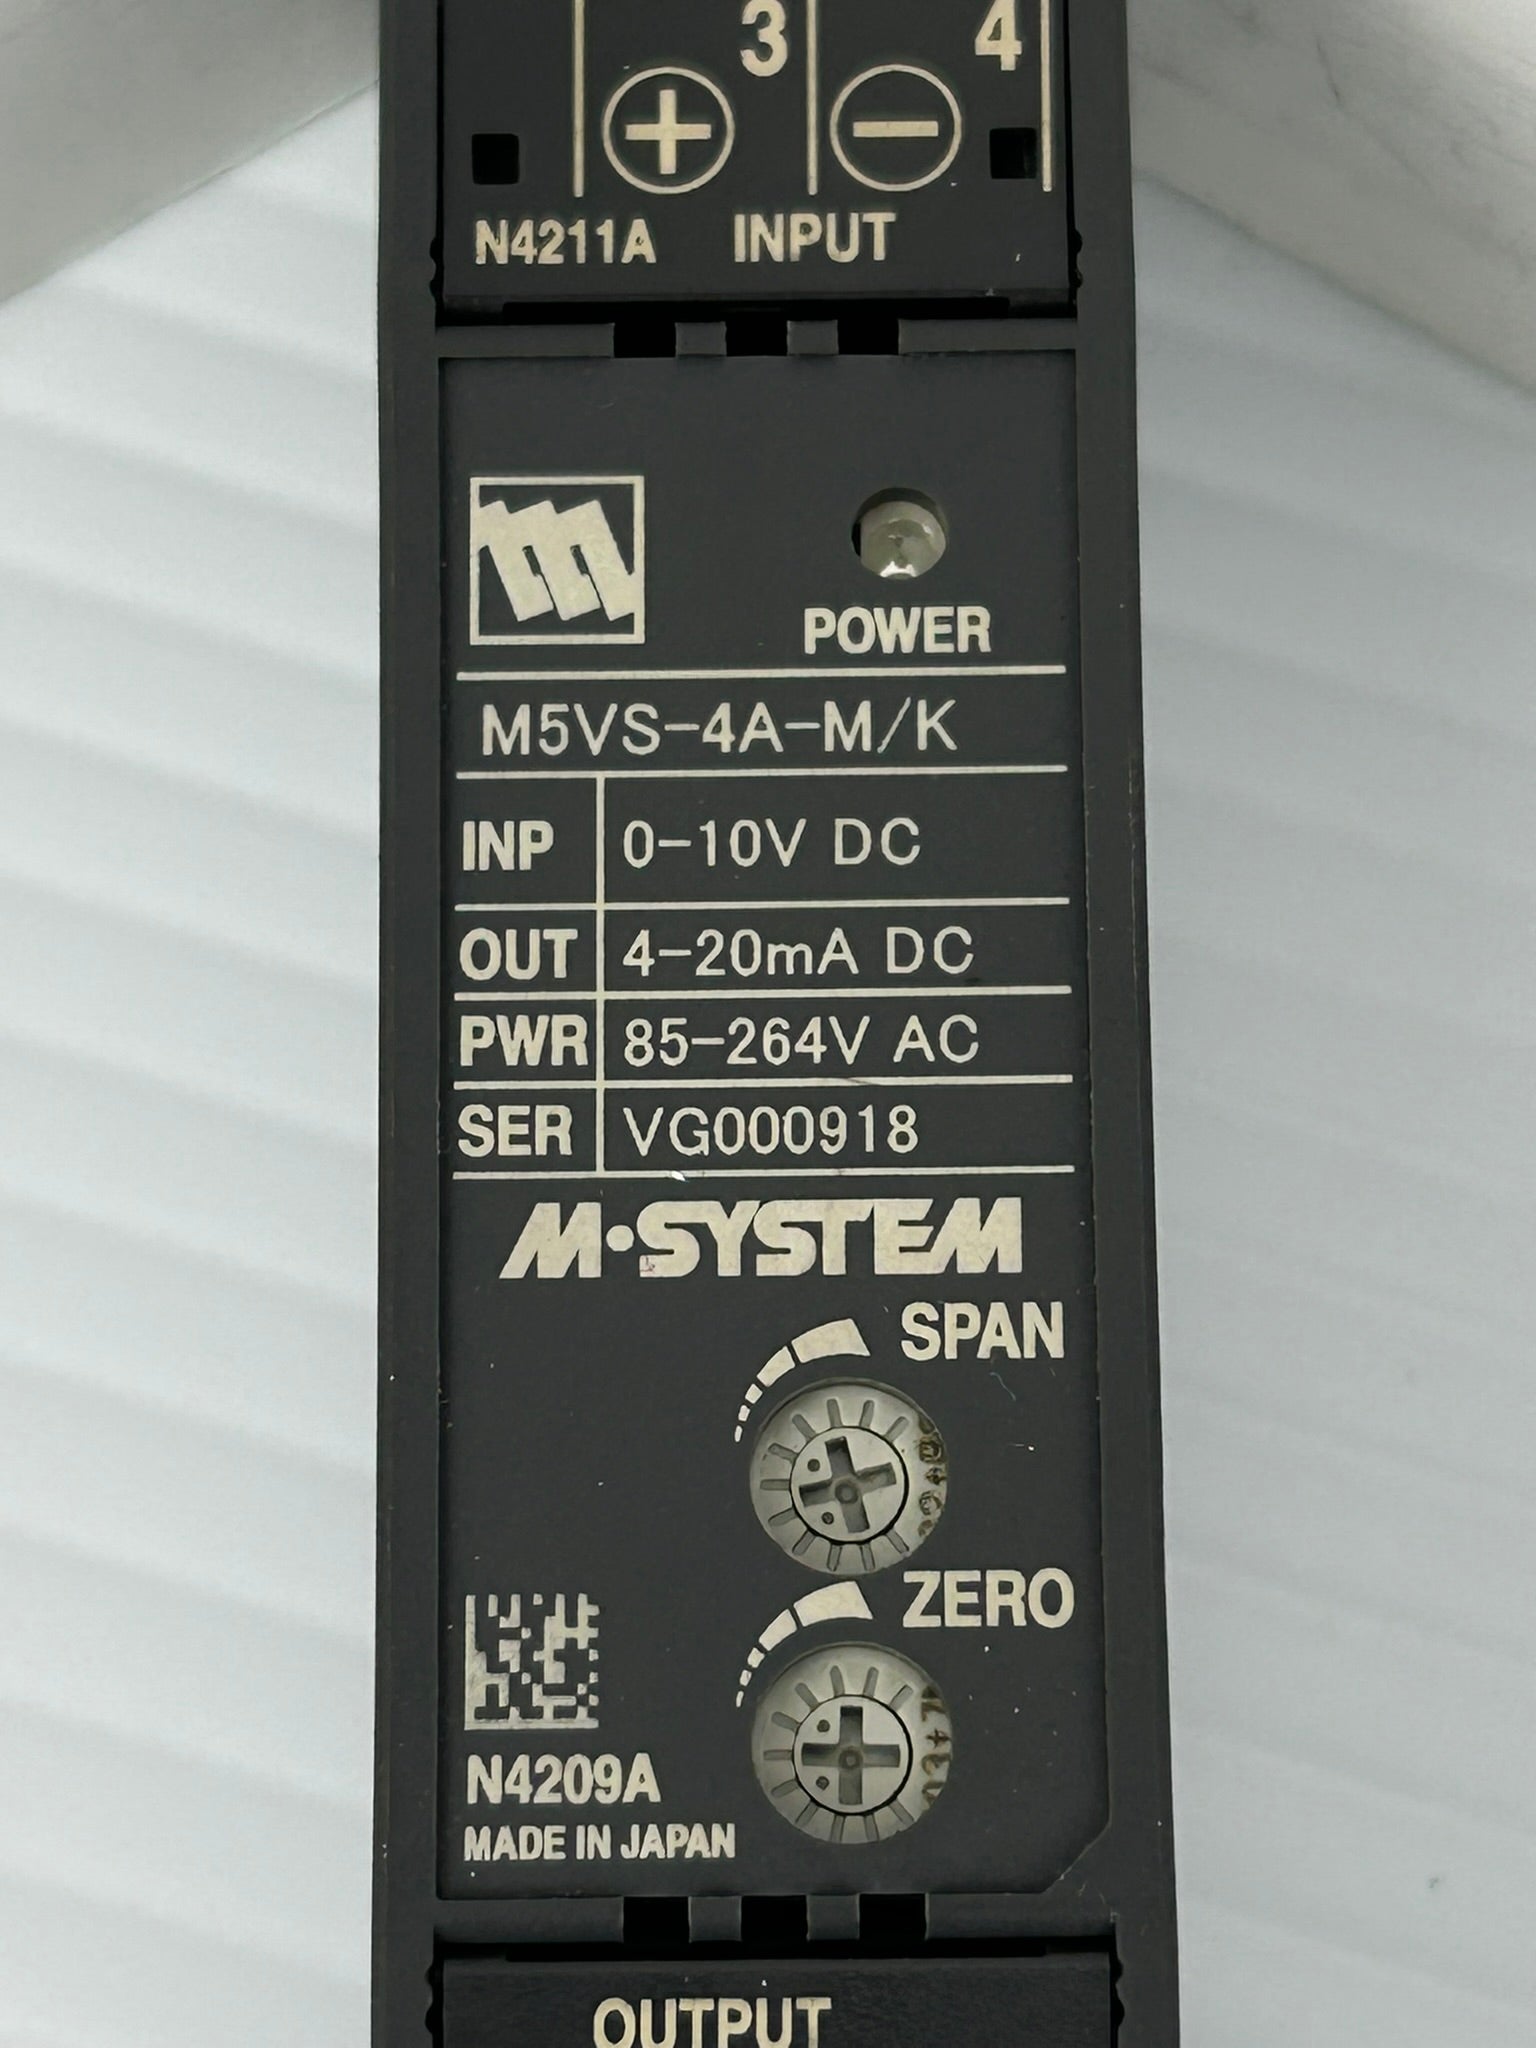 3 4
+ −
N4211A INPUT
POWER
M5VS-4A-M/K
INP 0-10V DC
OUT 4-20mA DC
PWR 85-264V AC
SER VG000918
M·SYSTEM
SPAN
ZERO
N4209A
MADE IN JAPAN
OUTPUT